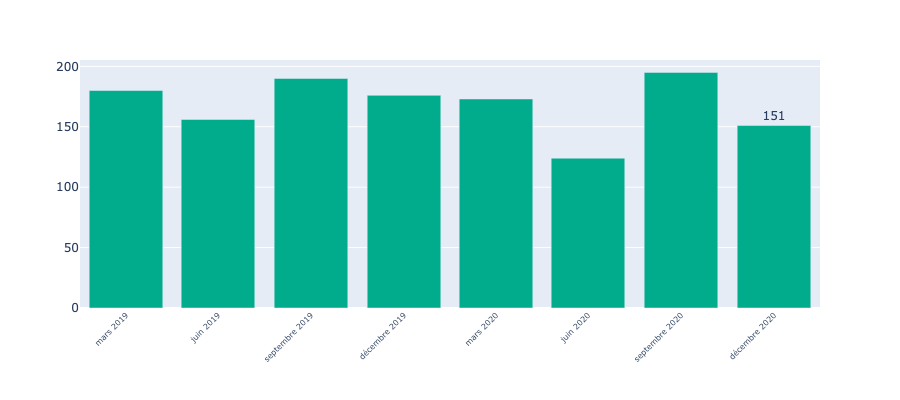 200
150
100
50
0
151
mars 2019
juin 2019
septembre 2019
décembre 2019
mars 2020
juin 2020
septembre 2020
décembre 2020